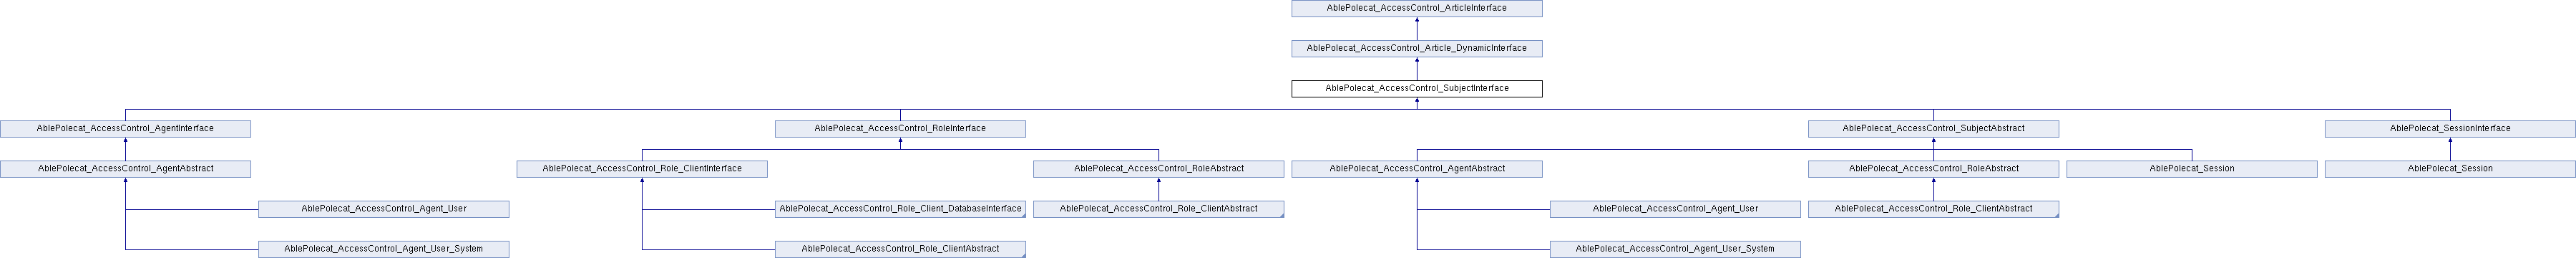 AblePolecat_AccessControl_ArticleInterface
AblePolecat_AccessControl_Article_DynamicInterface
AblePolecat_AccessControl_SubjectInterface
AblePolecat_AccessControl_AgentInterface
AblePolecat_AccessControl_RoleInterface
AblePolecat_AccessControl_SubjectAbstract
AblePolecat_SessionInterface
AblePolecat_AccessControl_AgentAbstract
AblePolecat_AccessControl_Role_ClientInterface
AblePolecat_AccessControl_RoleAbstract
AblePolecat_AccessControl_AgentAbstract
AblePolecat_AccessControl_RoleAbstract
AblePolecat_Session
AblePolecat_Session
AblePolecat_AccessControl_Agent_User
AblePolecat_AccessControl_Role_Client_DatabaseInterface
AblePolecat_AccessControl_Role_ClientAbstract
AblePolecat_AccessControl_Agent_User
AblePolecat_AccessControl_Role_ClientAbstract
AblePolecat_AccessControl_Agent_User_System
AblePolecat_AccessControl_Role_ClientAbstract
AblePolecat_AccessControl_Agent_User_System